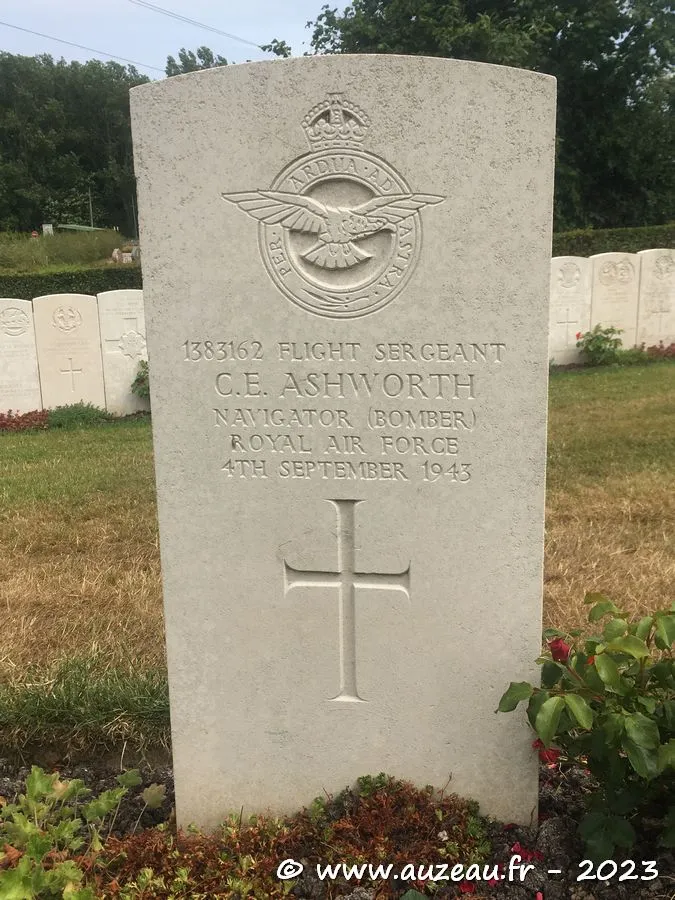 PER · ARDUA · AD ASTRA
1383162 FLIGHT SERGEANT
C.E. ASHWORTH
NAVIGATOR (BOMBER)
ROYAL AIR FORCE
4TH SEPTEMBER 1943
© www.auzeau.fr - 2023